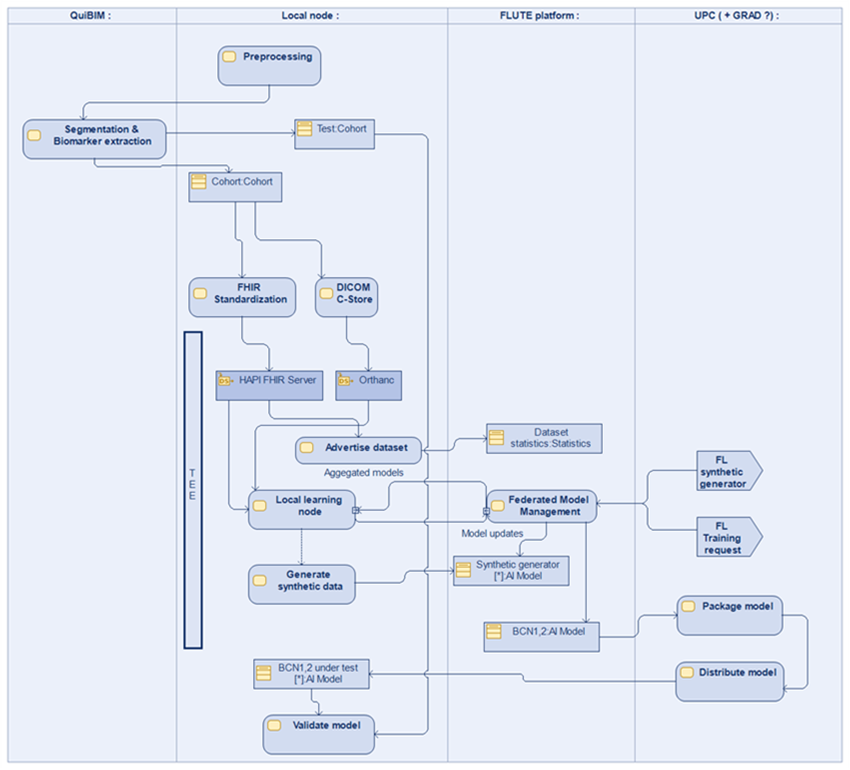 QuiBIM :
Local node :
FLUTE platform :
UPC ( + GRAD ?) :
Preprocessing
Segmentation &
Biomarker extraction
Test:Cohort
Cohort:Cohort
FHIR
Standardization
DICOM
C-Store
TEE
DS
HAPI FHIR Server
DS
Orthanc
Advertise dataset
Dataset
statistics:Statistics
Aggegated models
FL
synthetic
generator
Local learning
node
Federated Model
Management
FL
Training
request
Model updates
Generate
synthetic data
Synthetic generator
[*]:AI Model
Package model
BCN1,2:AI Model
BCN1,2 under test
[*]:AI Model
Distribute model
Validate model